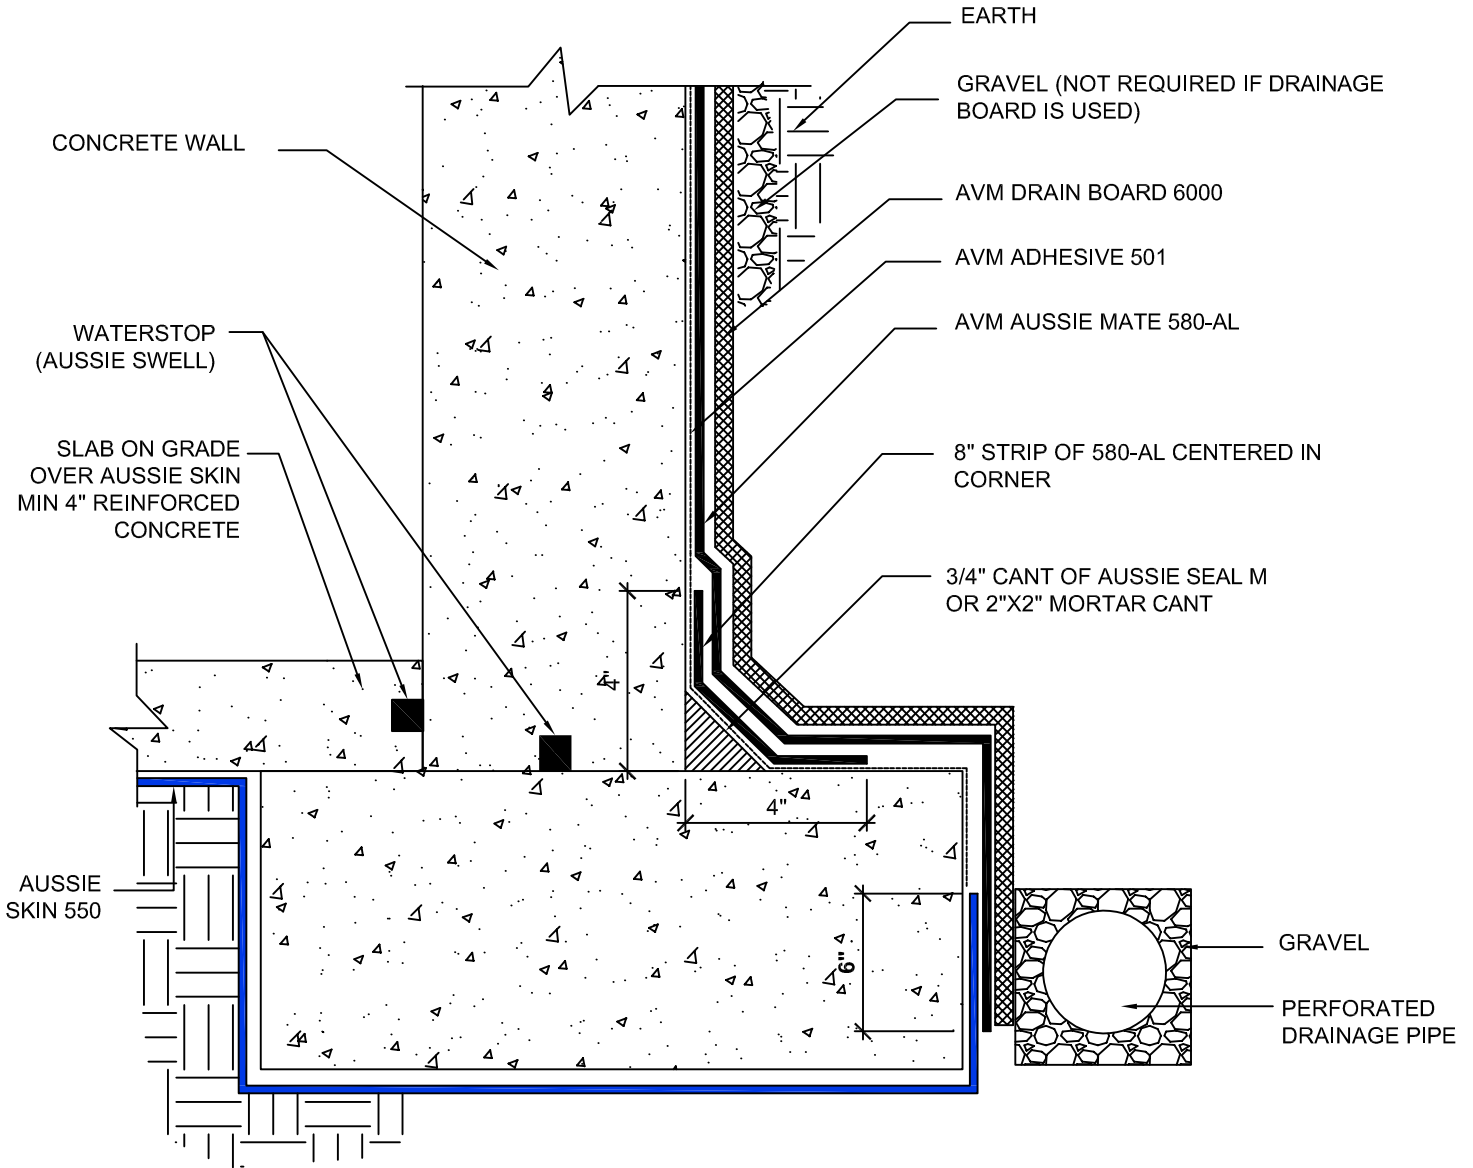 EARTH
GRAVEL (NOT REQUIRED IF DRAINAGE
BOARD IS USED)
CONCRETE WALL
AVM DRAIN BOARD 6000
AVM ADHESIVE 501
AVM AUSSIE MATE 580-AL
WATERSTOP
(AUSSIE SWELL)
SLAB ON GRADE
OVER AUSSIE SKIN
MIN 4" REINFORCED
CONCRETE
8" STRIP OF 580-AL CENTERED IN
CORNER
3/4" CANT OF AUSSIE SEAL M
OR 2"X2" MORTAR CANT
4"
4"
AUSSIE
SKIN 550
6"
GRAVEL
PERFORATED
DRAINAGE PIPE